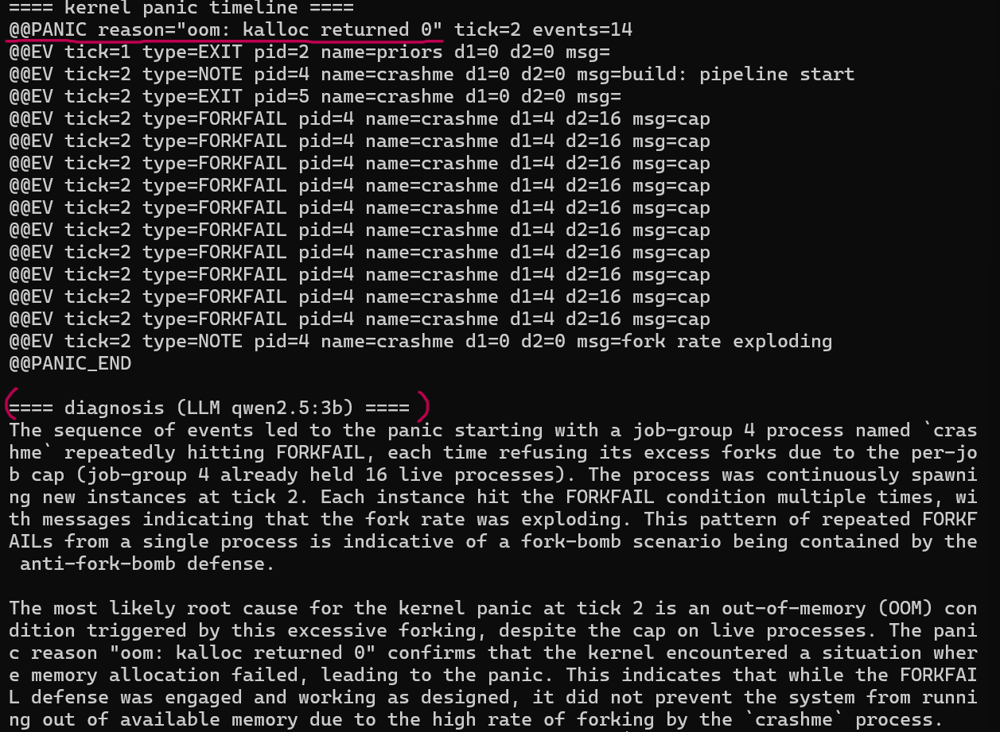 ==== kernel panic timeline ====
@@PANIC reason="oom: kalloc returned 0" tick=2 events=14
@@EV tick=1 type=EXIT pid=2 name=priors d1=0 d2=0 msg=
@@EV tick=2 type=NOTE pid=4 name=crashme d1=0 d2=0 msg=build: pipeline start
@@EV tick=2 type=EXIT pid=5 name=crashme d1=0 d2=0 msg=
@@EV tick=2 type=FORKFAIL pid=4 name=crashme d1=4 d2=16 msg=cap
@@EV tick=2 type=FORKFAIL pid=4 name=crashme d1=4 d2=16 msg=cap
@@EV tick=2 type=FORKFAIL pid=4 name=crashme d1=4 d2=16 msg=cap
@@EV tick=2 type=FORKFAIL pid=4 name=crashme d1=4 d2=16 msg=cap
@@EV tick=2 type=FORKFAIL pid=4 name=crashme d1=4 d2=16 msg=cap
@@EV tick=2 type=FORKFAIL pid=4 name=crashme d1=4 d2=16 msg=cap
@@EV tick=2 type=FORKFAIL pid=4 name=crashme d1=4 d2=16 msg=cap
@@EV tick=2 type=FORKFAIL pid=4 name=crashme d1=4 d2=16 msg=cap
@@EV tick=2 type=FORKFAIL pid=4 name=crashme d1=4 d2=16 msg=cap
@@EV tick=2 type=FORKFAIL pid=4 name=crashme d1=4 d2=16 msg=cap
@@EV tick=2 type=NOTE pid=4 name=crashme d1=0 d2=0 msg=fork rate exploding
@@PANIC_END

==== diagnosis (LLM qwen2.5:3b) ====
The sequence of events led to the panic starting with a job-group 4 process named `cras
hme` repeatedly hitting FORKFAIL, each time refusing its excess forks due to the per-jo
b cap (job-group 4 already held 16 live processes). The process was continuously spawni
ng new instances at tick 2. Each instance hit the FORKFAIL condition multiple times, wi
th messages indicating that the fork rate was exploding. This pattern of repeated FORKF
AILs from a single process is indicative of a fork-bomb scenario being contained by the
 anti-fork-bomb defense.

The most likely root cause for the kernel panic at tick 2 is an out-of-memory (OOM) con
dition triggered by this excessive forking, despite the cap on live processes. The pani
c reason "oom: kalloc returned 0" confirms that the kernel encountered a situation wher
e memory allocation failed, leading to the panic. This indicates that while the FORKFAI
L defense was engaged and working as designed, it did not prevent the system from runni
ng out of available memory due to the high rate of forking by the `crashme` process.